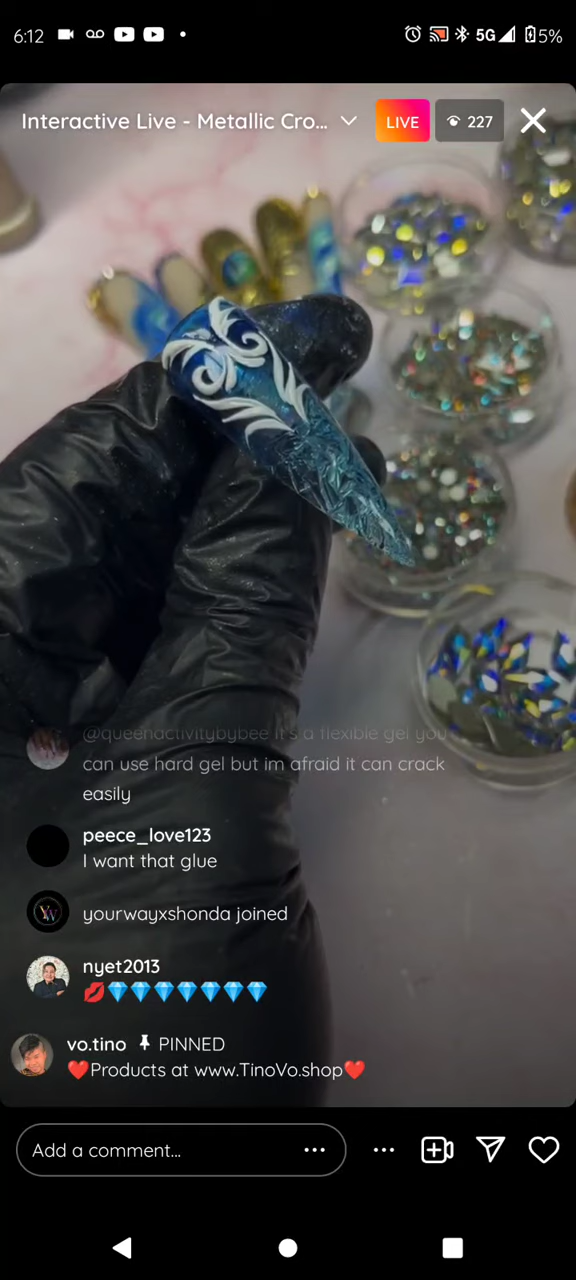 6:12 5G 5%
Interactive Live - Metallic Cro... LIVE 227
@queenactivitybybee it's a flexible gel you
can use hard gel but im afraid it can crack
easily
peece_love123
I want that glue
yourwayxshonda joined
nyet2013
💋💎💎💎💎💎💎💎
vo.tino 📌 PINNED
❤️Products at www.TinoVo.shop❤️
Add a comment...